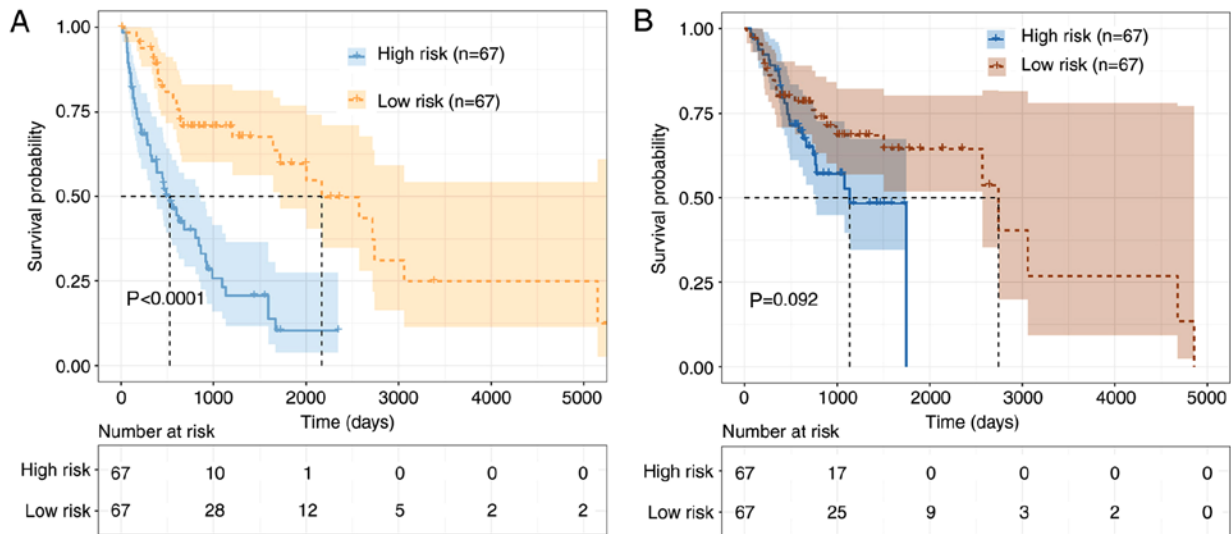 A
High risk (n=67)
Low risk (n=67)
1.00
0.75
0.50
0.25
0.00
Survival probability
P<0.0001
0 1000 2000 3000 4000 5000
Time (days)
Number at risk
High risk 67 10 1 0 0 0
Low risk 67 28 12 5 2 2
B
High risk (n=67)
Low risk (n=67)
1.00
0.75
0.50
0.25
0.00
Survival probability
P=0.092
0 1000 2000 3000 4000 5000
Time (days)
Number at risk
High risk 67 17 0 0 0 0
Low risk 67 25 9 3 2 0